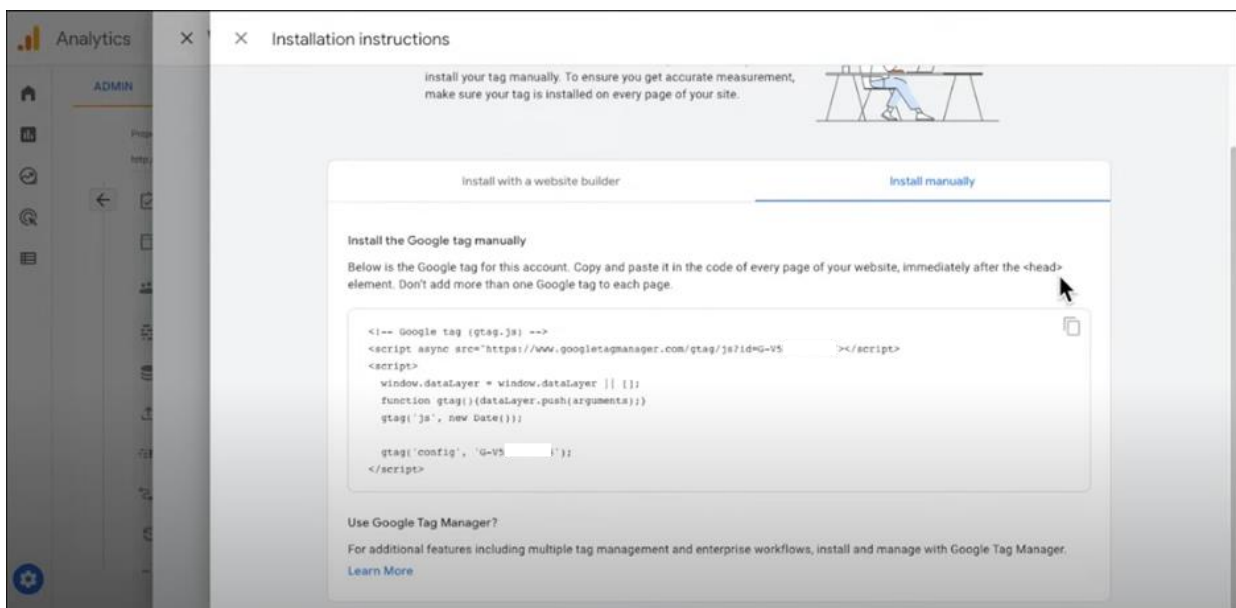 Analytics
Installation instructions
ADMIN
install your tag manually. To ensure you get accurate measurement,
make sure your tag is installed on every page of your site.
Install with a website builder
Install manually
Install the Google tag manually
Below is the Google tag for this account. Copy and paste it in the code of every page of your website, immediately after the <head>
element. Don't add more than one Google tag to each page.
<!-- Google tag (gtag.js) -->
<script async src="https://www.googletagmanager.com/gtag/js?id=G-V5 "></script>
<script>
window.dataLayer = window.dataLayer || [];
function gtag(){dataLayer.push(arguments);}
gtag('js', new Date());
gtag('config', 'G-V5 ');
</script>
Use Google Tag Manager?
For additional features including multiple tag management and enterprise workflows, install and manage with Google Tag Manager.
Learn More